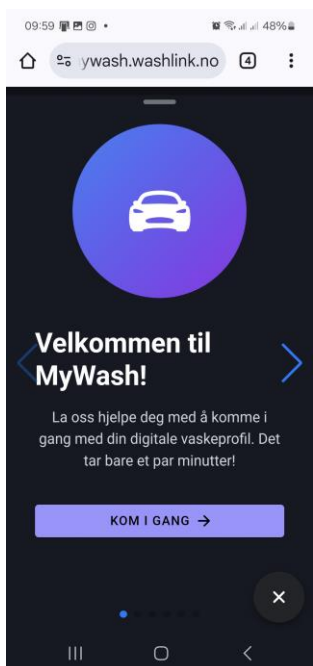 09:59
48%
ywash.washlink.no
4
Velkommen til
MyWash!
La oss hjelpe deg med å komme i
gang med din digitale vaskeprofil. Det
tar bare et par minutter!
KOM I GANG →